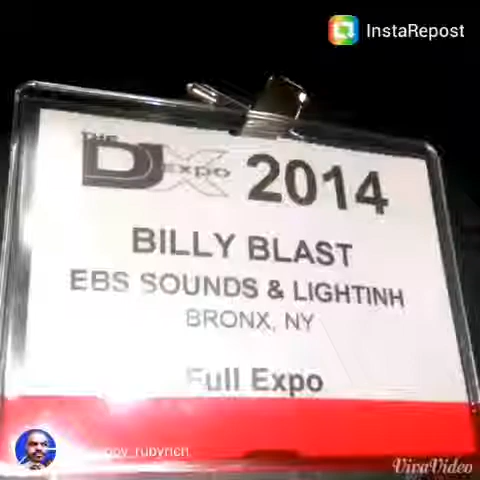 InstaRepost
THE
DJ expo 2014
BILLY BLAST
EBS SOUNDS & LIGHTINH
BRONX, NY
Full Expo
VivaVideo